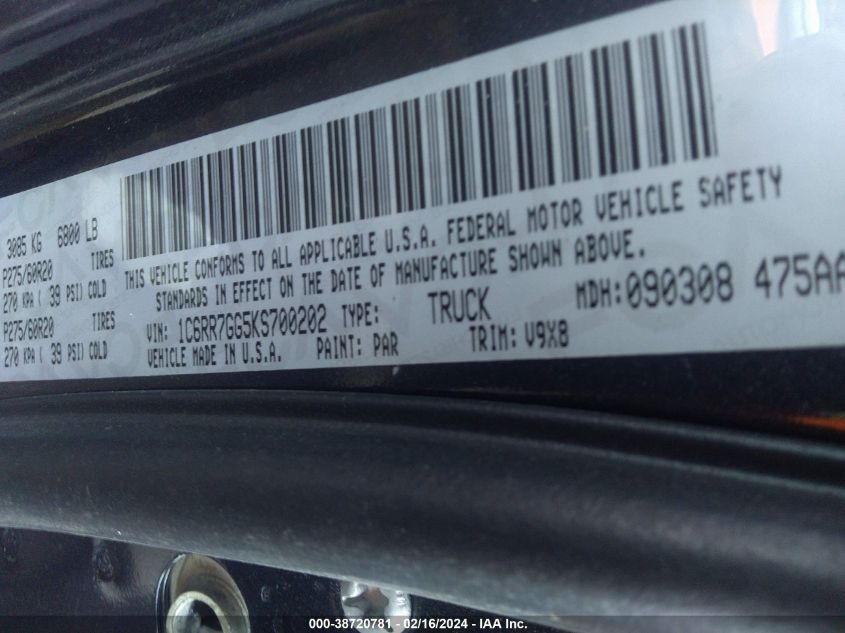 3085 KG 6800 LB
P275/60R20 TIRES
270 KPA ( 39 PSI) COLD
P275/60R20 TIRES
270 KPA ( 39 PSI) COLD
THIS VEHICLE CONFORMS TO ALL APPLICABLE U.S.A. FEDERAL MOTOR VEHICLE SAFETY
STANDARDS IN EFFECT ON THE DATE OF MANUFACTURE SHOWN ABOVE.
VIN: 1C6RR7GG5KS700202 TYPE: TRUCK MDH:090308 475AA
VEHICLE MADE IN U.S.A. PAINT: PAR TRIM: V9X8
000-38720781 - 02/16/2024 - IAA Inc.